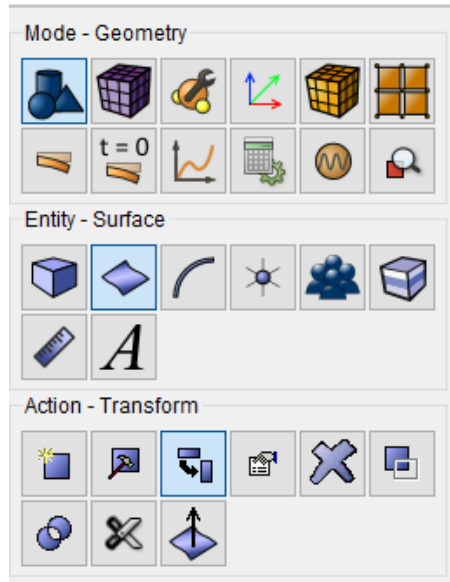 Mode - Geometry
t = 0
Entity - Surface
A
Action - Transform